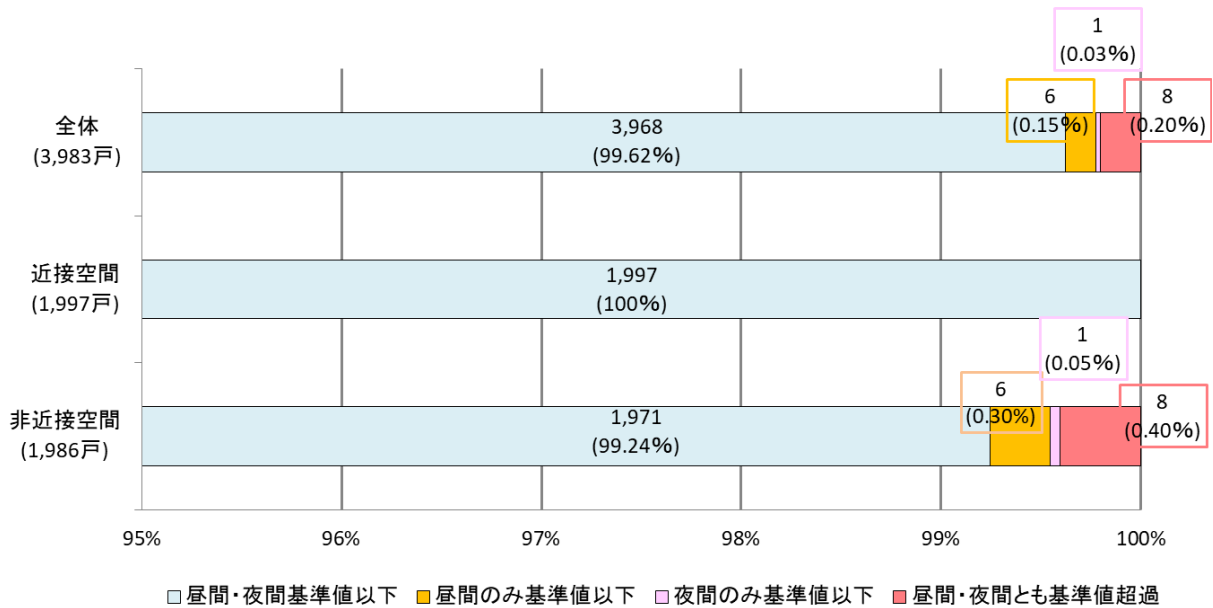 1
(0.03%)
全体
(3,983戸)
3,968
(99.62%)
6
(0.15%)
8
(0.20%)
近接空間
(1,997戸)
1,997
(100%)
1
(0.05%)
非近接空間
(1,986戸)
1,971
(99.24%)
6
(0.30%)
8
(0.40%)
95% 96% 97% 98% 99% 100%
昼間・夜間基準値以下 昼間のみ基準値以下 夜間のみ基準値以下 昼間・夜間とも基準値超過